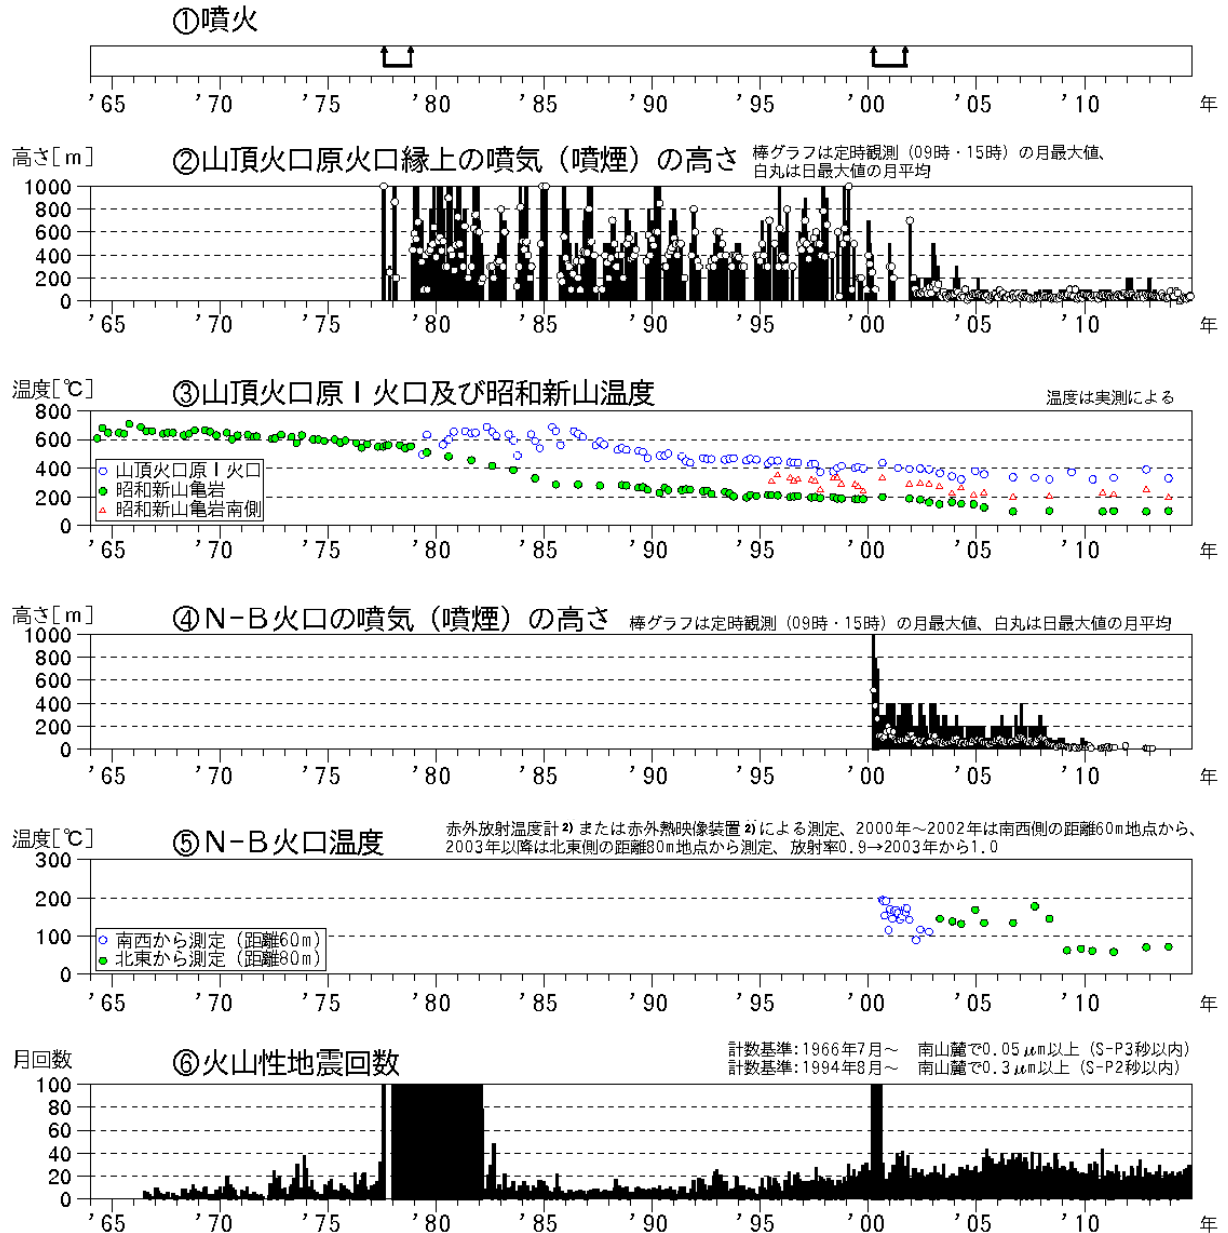 ①噴火
’65 ’70 ’75 ’80 ’85 ’90 ’95 ’00 ’05 ’10 年
高さ[m] ②山頂火口原火口縁上の噴気（噴煙）の高さ 棒グラフは定時観測（09時・15時）の月最大値、
白丸は日最大値の月平均
1000
800
600
400
200
0
’65 ’70 ’75 ’80 ’85 ’90 ’95 ’00 ’05 ’10 年
温度[℃] ③山頂火口原Ⅰ火口及び昭和新山温度 温度は実測による
800
600
400
200
0
山頂火口原Ⅰ火口
昭和新山亀岩
昭和新山亀岩南側
’65 ’70 ’75 ’80 ’85 ’90 ’95 ’00 ’05 ’10 年
高さ[m] ④N-B火口の噴気（噴煙）の高さ 棒グラフは定時観測（09時・15時）の月最大値、白丸は日最大値の月平均
1000
800
600
400
200
0
’65 ’70 ’75 ’80 ’85 ’90 ’95 ’00 ’05 ’10 年
温度[℃] ⑤N-B火口温度 赤外放射温度計2)または赤外熱映像装置2)による測定、2000年～2002年は南西側の距離60m地点から、
2003年以降は北東側の距離80m地点から測定、放射率0.9→2003年から1.0
300
200
100
0
南西から測定（距離60m）
北東から測定（距離80m）
’65 ’70 ’75 ’80 ’85 ’90 ’95 ’00 ’05 ’10 年
月回数 ⑥火山性地震回数 計数基準:1966年7月～ 南山麓で0.05μm以上（S-P3秒以内）
計数基準:1994年8月～ 南山麓で0.3μm以上（S-P2秒以内）
100
80
60
40
20
0
’65 ’70 ’75 ’80 ’85 ’90 ’95 ’00 ’05 ’10 年